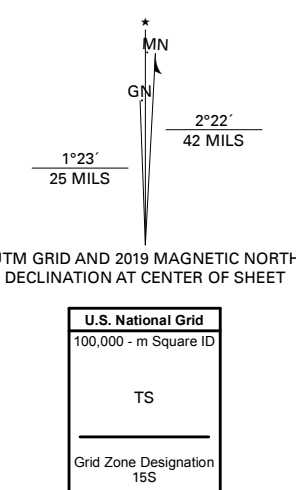 ★
MN
GN
2°22´
42 MILS
1°23´
25 MILS
UTM GRID AND 2019 MAGNETIC NORTH
DECLINATION AT CENTER OF SHEET
U.S. National Grid
100,000 - m Square ID
TS
Grid Zone Designation
15S